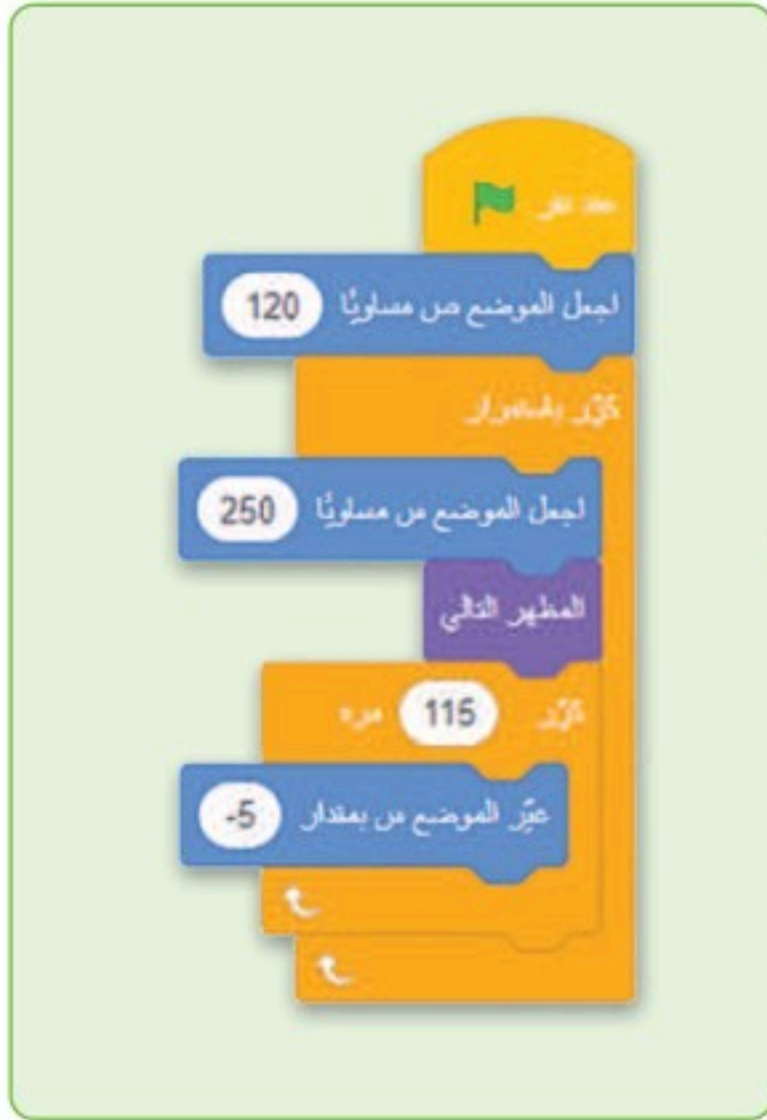 عند نقر
اجعل الموضع ص مساويًا 120
كرّر باستمرار
اجعل الموضع س مساويًا 250
المظهر التالي
كرّر 115 مرة
غيّر الموضع س بمقدار -5